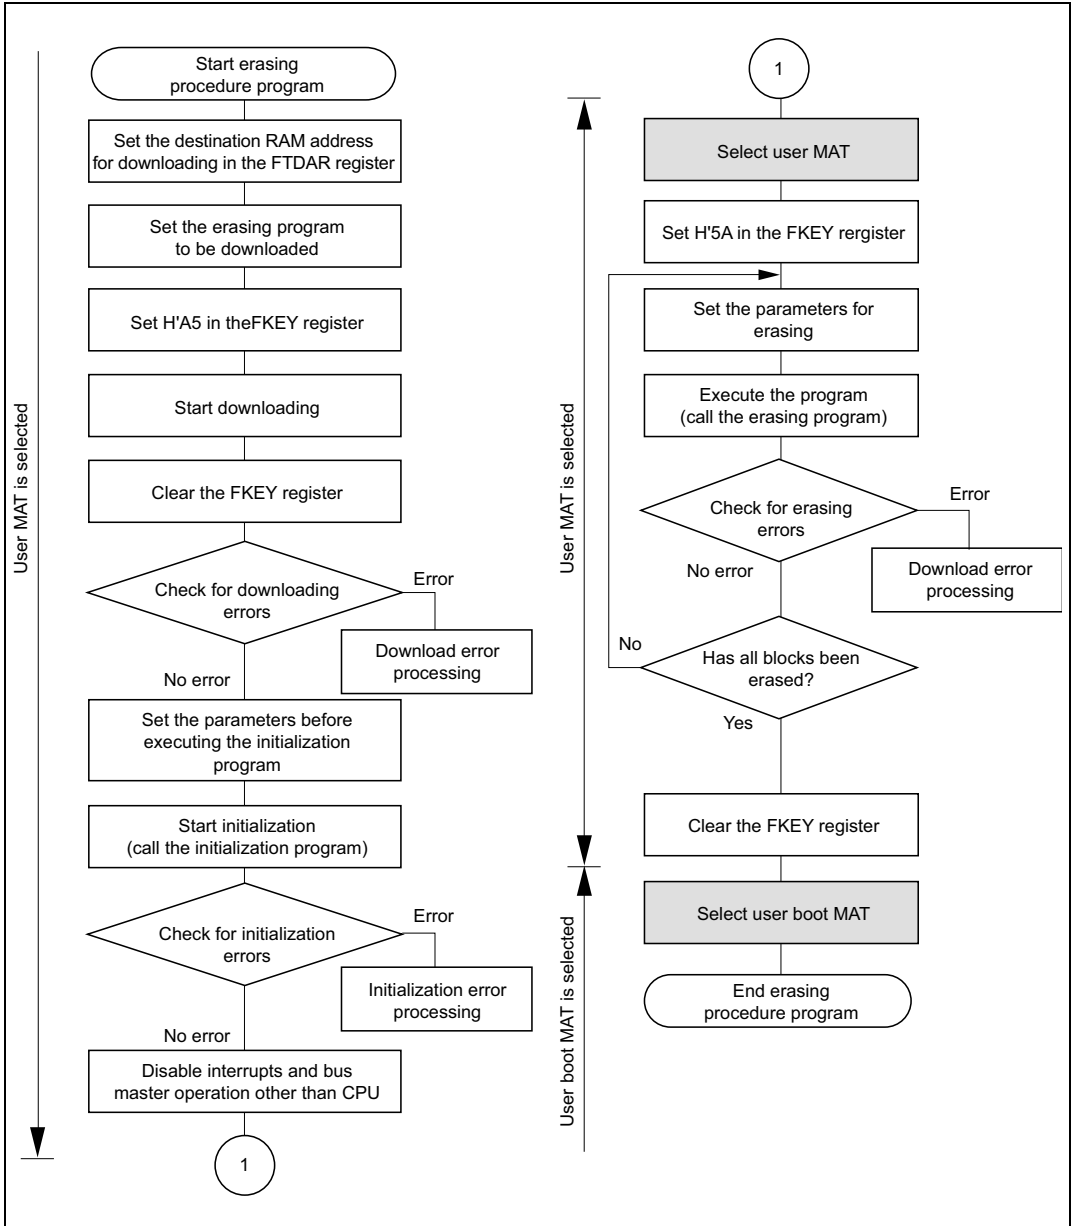 Start erasing
procedure program
Set the destination RAM address
for downloading in the FTDAR register
Set the erasing program
to be downloaded
Set H'A5 in theFKEY register
Start downloading
Clear the FKEY register
Check for downloading
errors
Error
Download error
processing
No error
Set the parameters before
executing the initialization
program
Start initialization
(call the initialization program)
Check for initialization
errors
Error
Initialization error
processing
No error
Disable interrupts and bus
master operation other than CPU
1
User MAT is selected
1
Select user MAT
Set H'5A in the FKEY rergister
Set the parameters for
erasing
Execute the program
(call the erasing program)
Check for erasing
errors
Error
Download error
processing
No error
Has all blocks been
erased?
No
Yes
Clear the FKEY register
Select user boot MAT
End erasing
procedure program
User MAT is selected
User boot MAT is selected